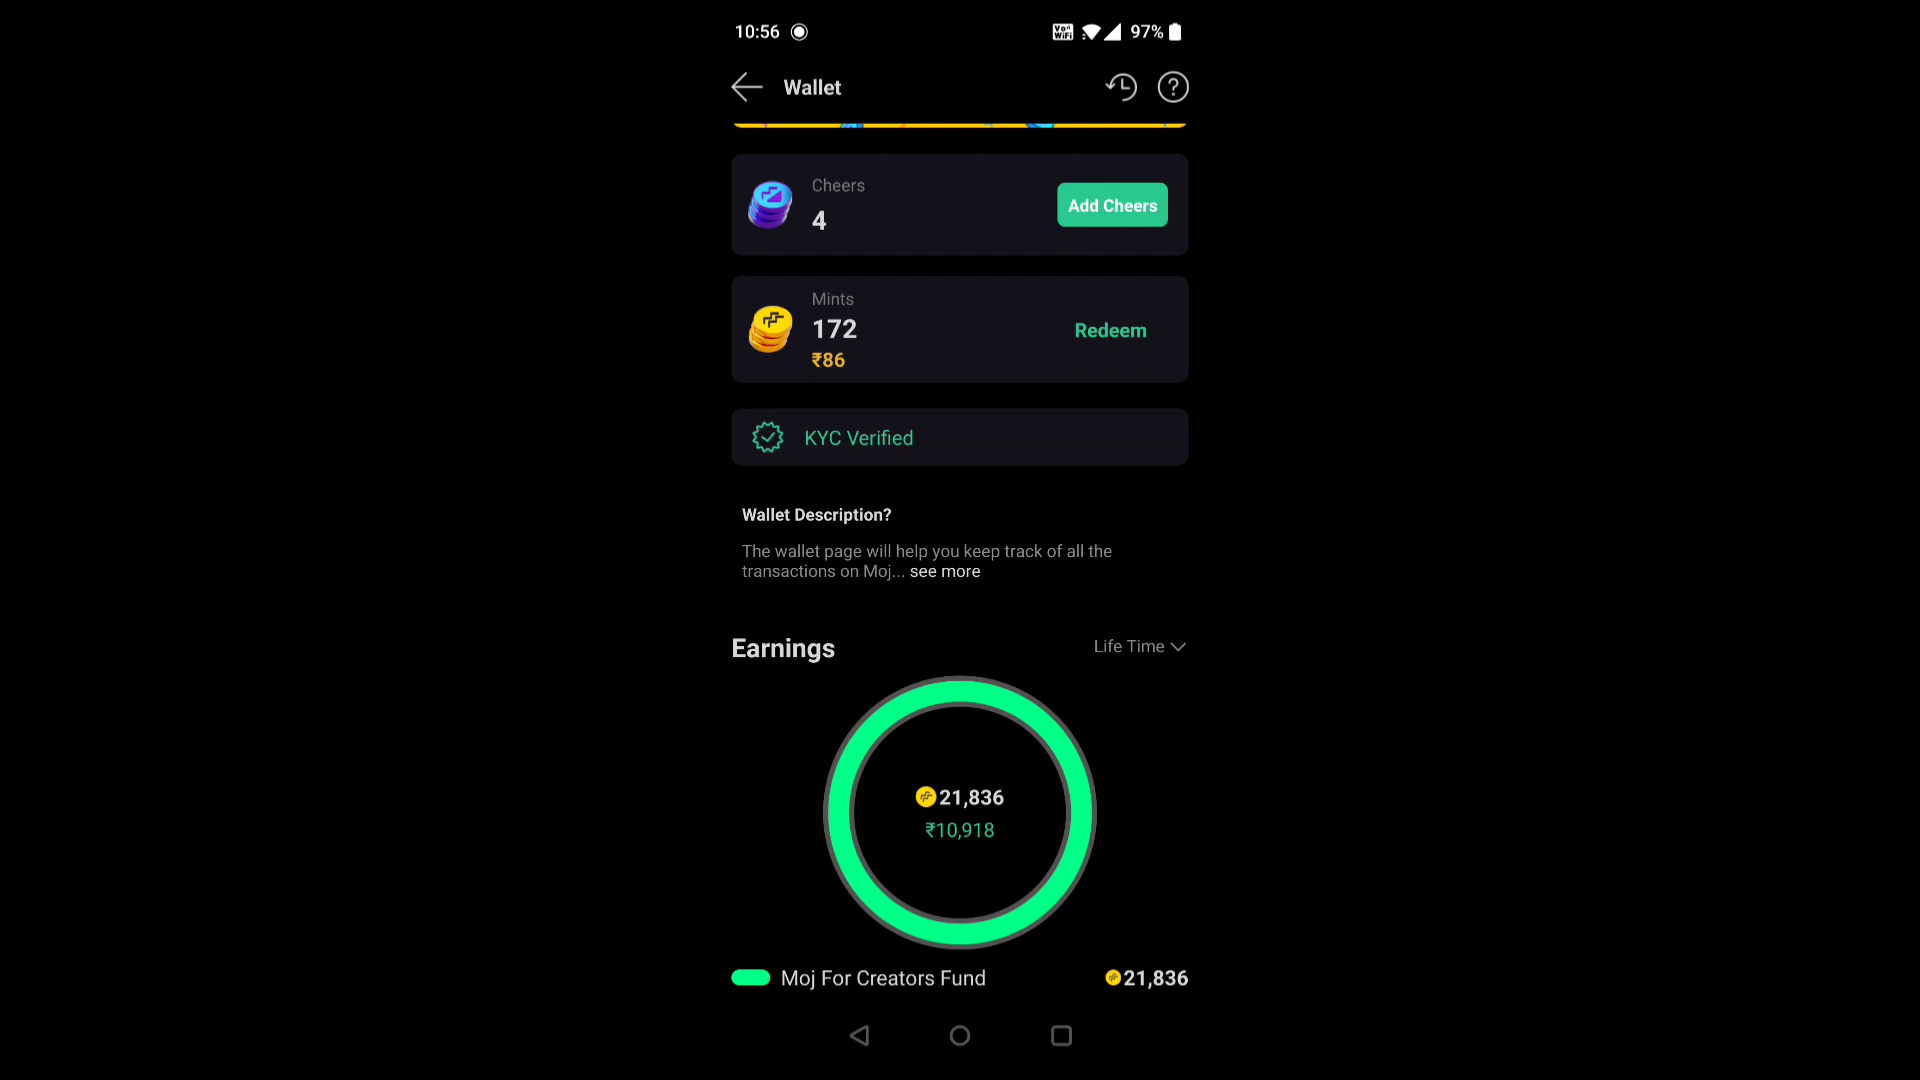 10:56
Vo WiFi 97%
Wallet
?
Cheers
4
Add Cheers
Mints
172
₹86
Redeem
KYC Verified
Wallet Description?
The wallet page will help you keep track of all the
transactions on Moj... see more
Earnings
Life Time
21,836
₹10,918
Moj For Creators Fund
21,836